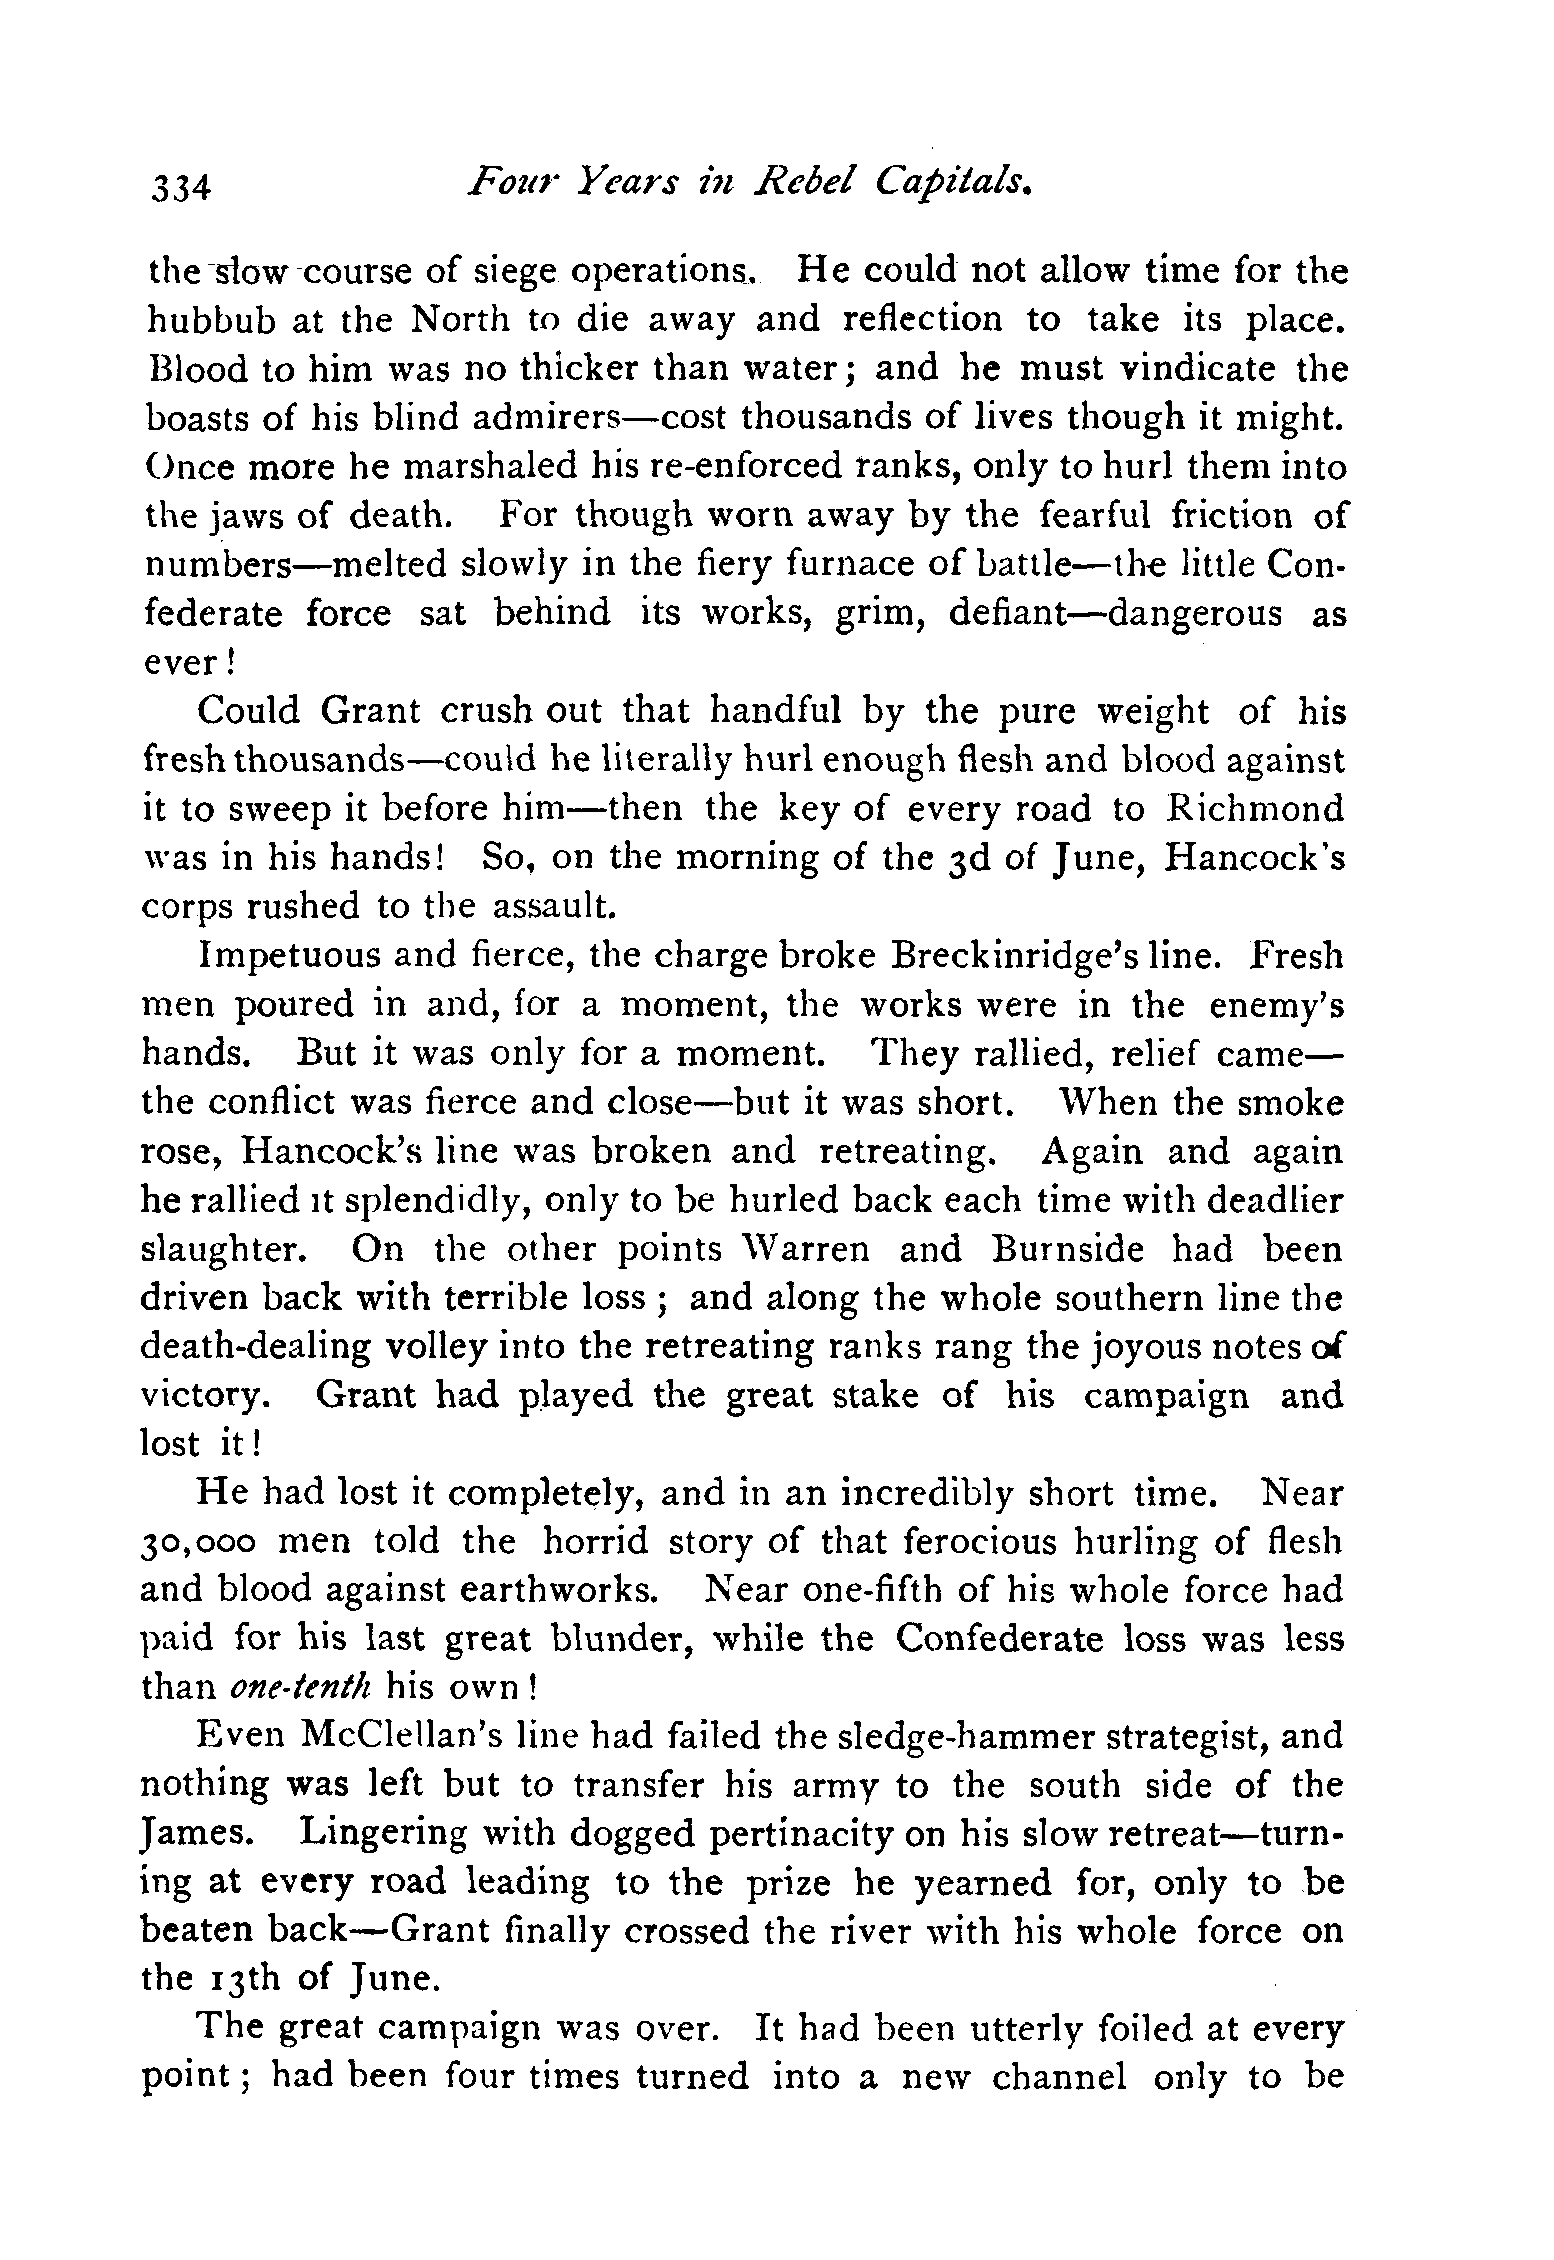 334 Four Years in Rebel Capitals.
the slow course of siege operations. He could not allow time for the
hubbub at the North to die away and reflection to take its place.
Blood to him was no thicker than water; and he must vindicate the
boasts of his blind admirers—cost thousands of lives though it might.
Once more he marshaled his re-enforced ranks, only to hurl them into
the jaws of death. For though worn away by the fearful friction of
numbers—melted slowly in the fiery furnace of battle—the little Con-
federate force sat behind its works, grim, defiant—dangerous as
ever!
Could Grant crush out that handful by the pure weight of his
fresh thousands—could he literally hurl enough flesh and blood against
it to sweep it before him—then the key of every road to Richmond
was in his hands! So, on the morning of the 3d of June, Hancock's
corps rushed to the assault.
Impetuous and fierce, the charge broke Breckinridge's line. Fresh
men poured in and, for a moment, the works were in the enemy's
hands. But it was only for a moment. They rallied, relief came—
the conflict was fierce and close—but it was short. When the smoke
rose, Hancock's line was broken and retreating. Again and again
he rallied it splendidly, only to be hurled back each time with deadlier
slaughter. On the other points Warren and Burnside had been
driven back with terrible loss; and along the whole southern line the
death-dealing volley into the retreating ranks rang the joyous notes of
victory. Grant had played the great stake of his campaign and
lost it!
He had lost it completely, and in an incredibly short time. Near
30,000 men told the horrid story of that ferocious hurling of flesh
and blood against earthworks. Near one-fifth of his whole force had
paid for his last great blunder, while the Confederate loss was less
than one-tenth his own!
Even McClellan's line had failed the sledge-hammer strategist, and
nothing was left but to transfer his army to the south side of the
James. Lingering with dogged pertinacity on his slow retreat—turn-
ing at every road leading to the prize he yearned for, only to be
beaten back—Grant finally crossed the river with his whole force on
the 13th of June.
The great campaign was over. It had been utterly foiled at every
point; had been four times turned into a new channel only to be